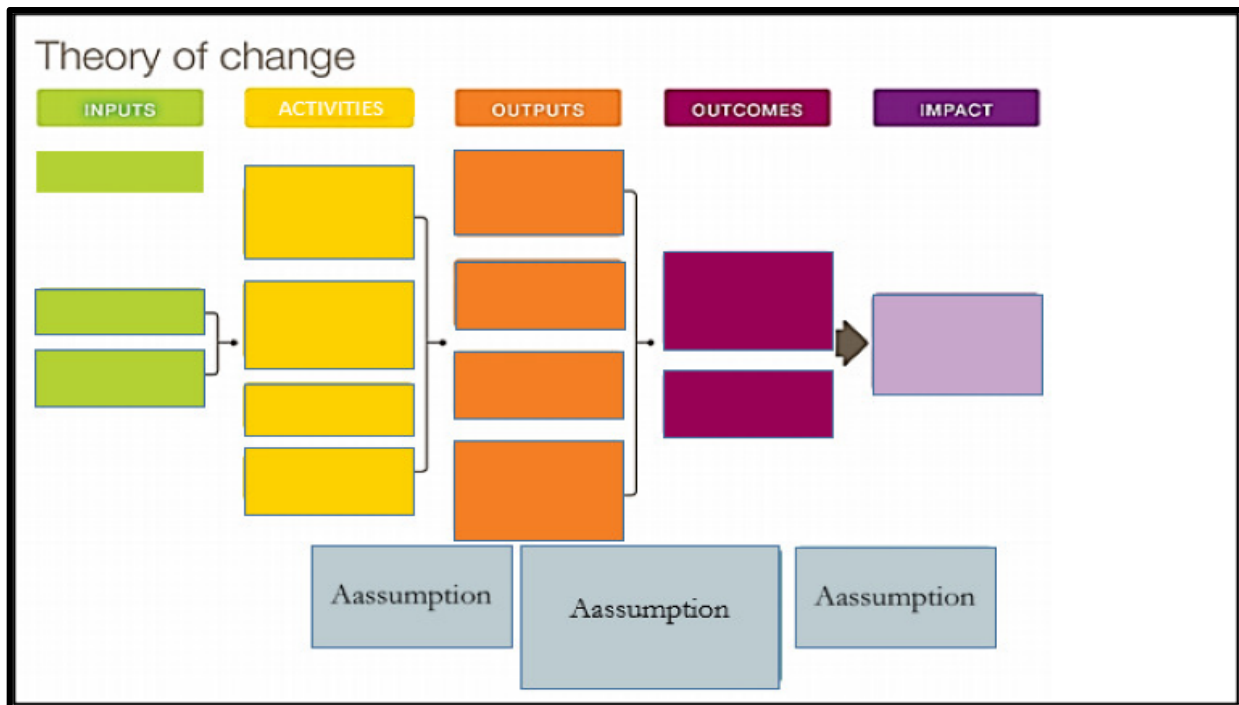 Theory of change
INPUTS
ACTIVITIES
OUTPUTS
OUTCOMES
IMPACT
Aassumption
Aassumption
Aassumption